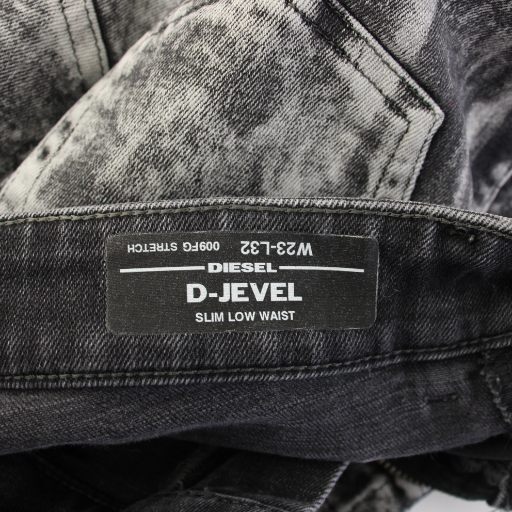 W23-L32 009FG STRETCH
DIESEL
D-JEVEL
SLIM LOW WAIST